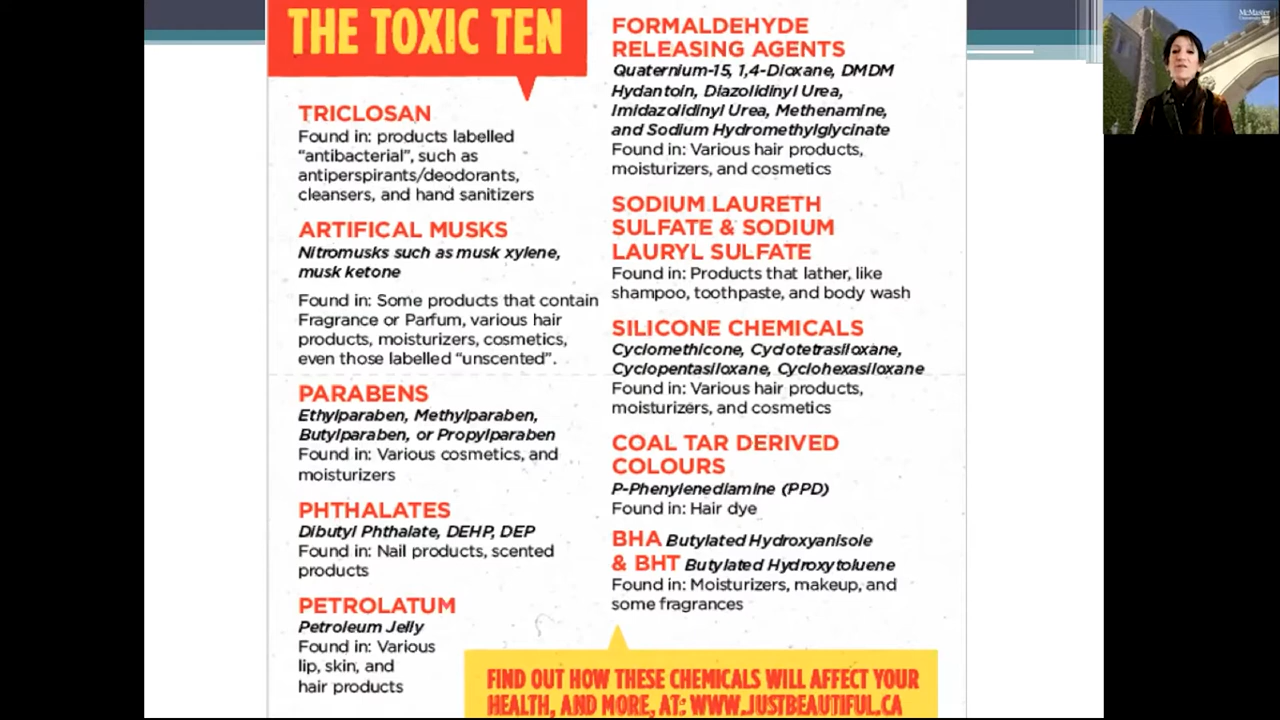 THE TOXIC TEN
TRICLOSAN
Found in: products labelled
“antibacterial”, such as
antiperspirants/deodorants,
cleansers, and hand sanitizers
ARTIFICAL MUSKS
Nitromusks such as musk xylene,
musk ketone
Found in: Some products that contain
Fragrance or Parfum, various hair
products, moisturizers, cosmetics,
even those labelled “unscented”.
PARABENS
Ethylparaben, Methylparaben,
Butylparaben, or Propylparaben
Found in: Various cosmetics, and
moisturizers
PHTHALATES
Dibutyl Phthalate, DEHP, DEP
Found in: Nail products, scented
products
PETROLATUM
Petroleum Jelly
Found in: Various
lip, skin, and
hair products
FORMALDEHYDE
RELEASING AGENTS
Quaternium-15, 1,4-Dioxane, DMDM
Hydantoin, Diazolidinyl Urea,
Imidazolidinyl Urea, Methenamine,
and Sodium Hydromethylglycinate
Found in: Various hair products,
moisturizers, and cosmetics
SODIUM LAURETH
SULFATE & SODIUM
LAURYL SULFATE
Found in: Products that lather, like
shampoo, toothpaste, and body wash
SILICONE CHEMICALS
Cyclomethicone, Cyclotetrasiloxane,
Cyclopentasiloxane, Cyclohexasiloxane
Found in: Various hair products,
moisturizers, and cosmetics
COAL TAR DERIVED
COLOURS
P-Phenylenediamine (PPD)
Found in: Hair dye
BHA Butylated Hydroxyanisole
& BHT Butylated Hydroxytoluene
Found in: Moisturizers, makeup, and
some fragrances
FIND OUT HOW THESE CHEMICALS WILL AFFECT YOUR
HEALTH, AND MORE, AT: WWW.JUSTBEAUTIFUL.CA
McMaster
University